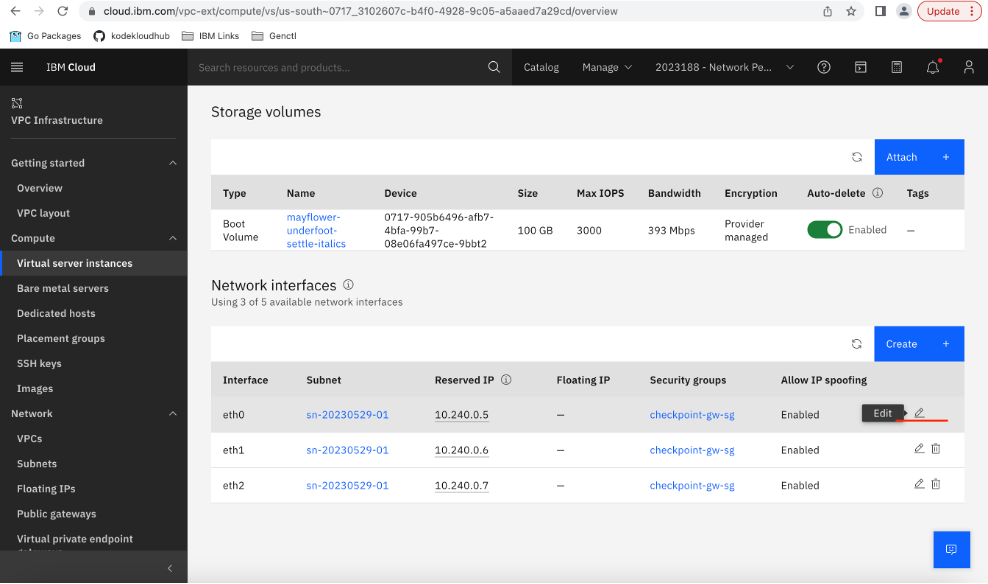 cloud.ibm.com/vpc-ext/compute/vs/us-south~0717_3102607c-b4f0-4928-9c05-a5aaed7a29cd/overview
Update
Go Packages
kodekloudhub
IBM Links
Genctl
IBM Cloud
Search resources and products...
Catalog
Manage
2023188 - Network Pe...
VPC Infrastructure
Getting started
Overview
VPC layout
Compute
Virtual server instances
Bare metal servers
Dedicated hosts
Placement groups
SSH keys
Images
Network
VPCs
Subnets
Floating IPs
Public gateways
Virtual private endpoint
Storage volumes
Attach +
Type Name Device Size Max IOPS Bandwidth Encryption Auto-delete Tags
Boot Volume
mayflower-
underfoot-
settle-italics
0717-905b6496-afb7-
4bfa-99b7-
08e06fa497ce-9bbt2
100 GB
3000
393 Mbps
Provider managed
Enabled
–
Network interfaces
Using 3 of 5 available network interfaces
Create +
Interface Subnet Reserved IP Floating IP Security groups Allow IP spoofing
eth0 sn-20230529-01 10.240.0.5 – checkpoint-gw-sg Enabled Edit
eth1 sn-20230529-01 10.240.0.6 – checkpoint-gw-sg Enabled
eth2 sn-20230529-01 10.240.0.7 – checkpoint-gw-sg Enabled